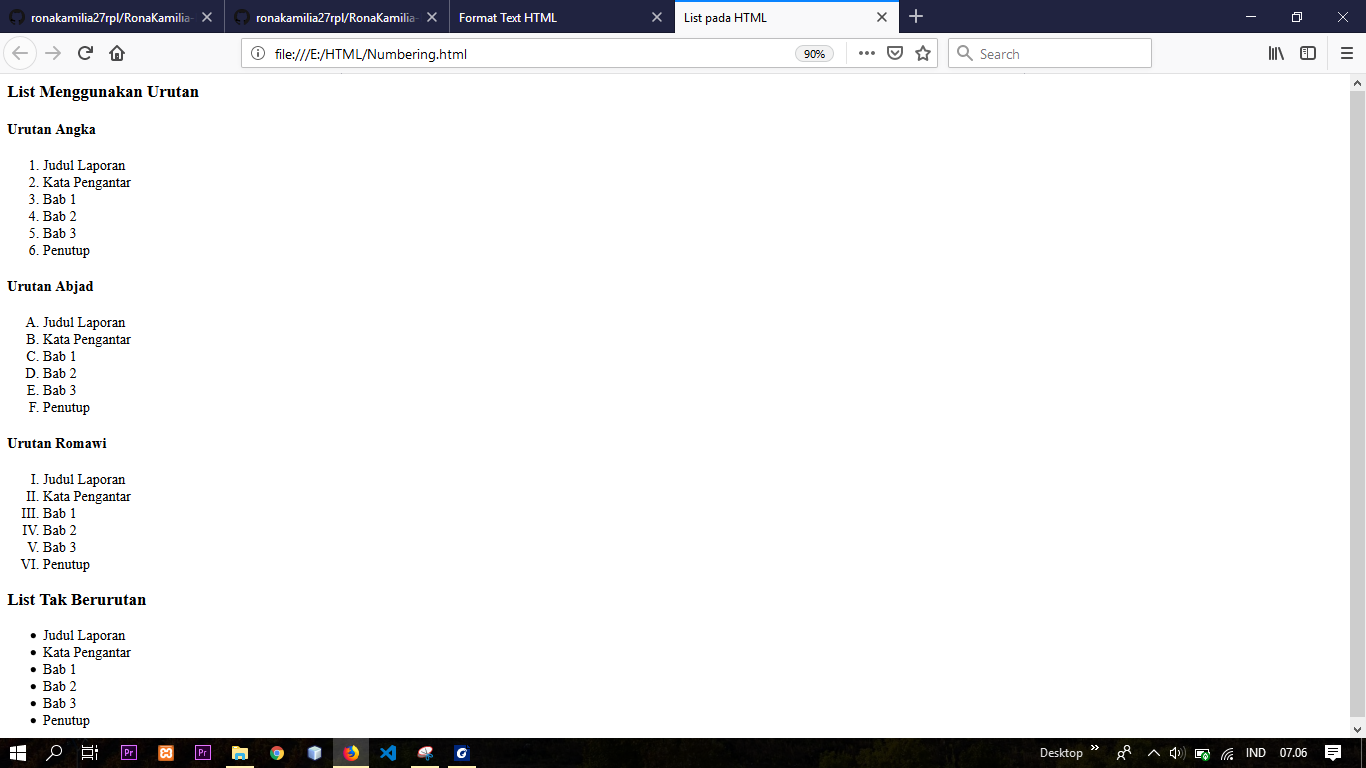 ronakamilia27rpl/RonaKamilia-
ronakamilia27rpl/RonaKamilia-
Format Text HTML
List pada HTML
file:///E:/HTML/Numbering.html
90%
Search
List Menggunakan Urutan
Urutan Angka
1. Judul Laporan
2. Kata Pengantar
3. Bab 1
4. Bab 2
5. Bab 3
6. Penutup
Urutan Abjad
A. Judul Laporan
B. Kata Pengantar
C. Bab 1
D. Bab 2
E. Bab 3
F. Penutup
Urutan Romawi
I. Judul Laporan
II. Kata Pengantar
III. Bab 1
IV. Bab 2
V. Bab 3
VI. Penutup
List Tak Berurutan
• Judul Laporan
• Kata Pengantar
• Bab 1
• Bab 2
• Bab 3
• Penutup
Pr
Pr
Desktop
IND
07.06